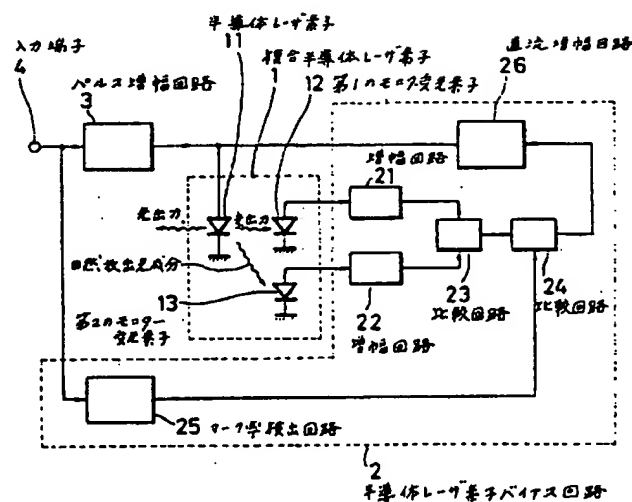 半導体レーザ素子
11
入力端子
4
パルス増幅回路
3
複合半導体レーザ素子
1
12
第1のモニタ受光素子
直流増幅回路
26
増幅回路
21
光出力
光出力
自然放出光成分
13
第2のモニター
受光素子
22
増幅回路
23
比較回路
24
比較回路
25
マーク率検出回路
2
半導体レーザ素子バイアス回路